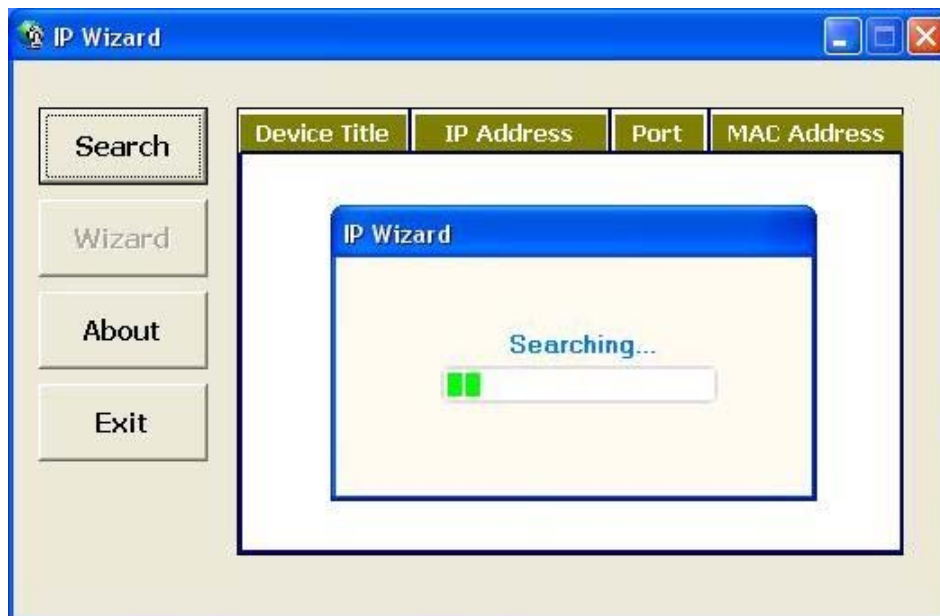 IP Wizard
Search
Wizard
About
Exit
Device Title IP Address Port MAC Address
IP Wizard
Searching...